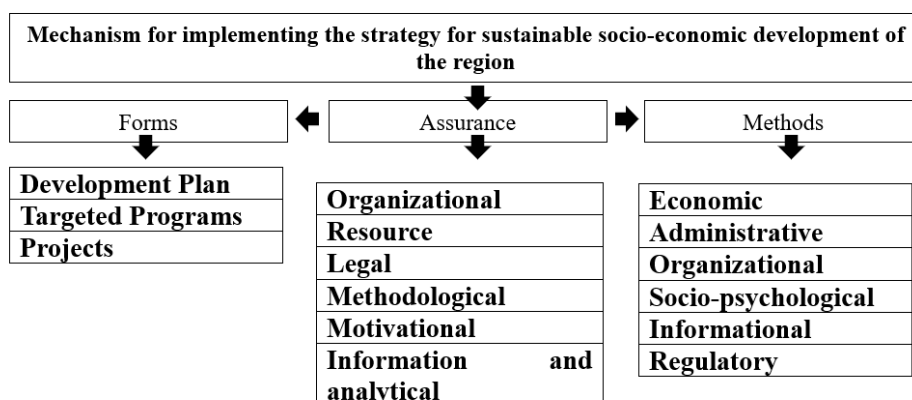 Mechanism for implementing the strategy for sustainable socio-economic development of
the region
Forms
Assurance
Methods
Development Plan
Targeted Programs
Projects
Organizational
Resource
Legal
Methodological
Motivational
Information and
analytical
Economic
Administrative
Organizational
Socio-psychological
Informational
Regulatory